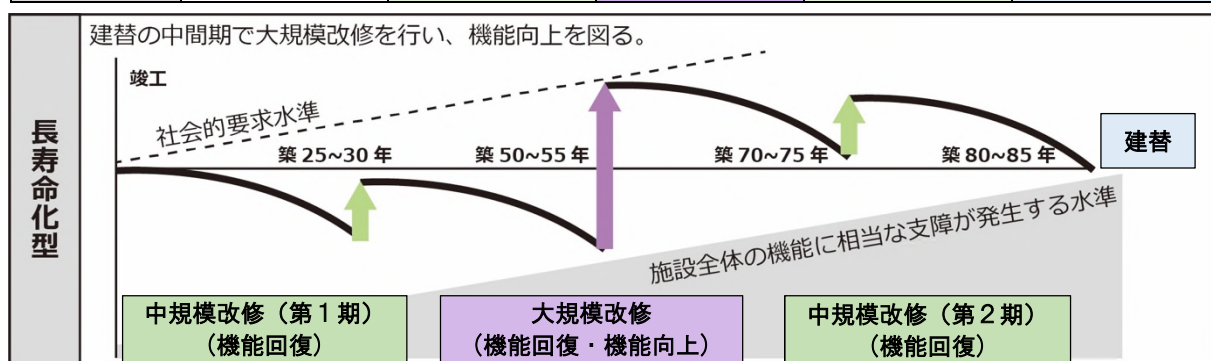 建替の中間期で大規模改修を行い、機能向上を図る。
長寿命化型
竣工
社会的要求水準
築25~30年
築50~55年
築70~75年
築80~85年
建替
施設全体の機能に相当な支障が発生する水準
中規模改修（第１期）
（機能回復）
大規模改修
（機能回復・機能向上）
中規模改修（第２期）
（機能回復）